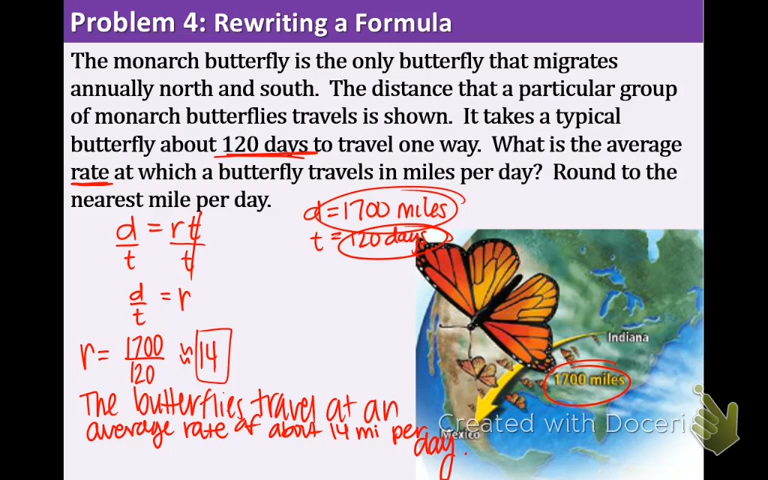 Problem 4: Rewriting a Formula
The monarch butterfly is the only butterfly that migrates
annually north and south. The distance that a particular group
of monarch butterflies travels is shown. It takes a typical
butterfly about 120 days to travel one way. What is the average
rate at which a butterfly travels in miles per day? Round to the
nearest mile per day.
d = 1700 miles
t = 120 days
d/t = rt/t
d/t = r
r = 1700/120 ≈ 14
The butterflies travel at an
average rate of about 14 mi per day.
Indiana
1700 miles
Mexico
Created with Doceri